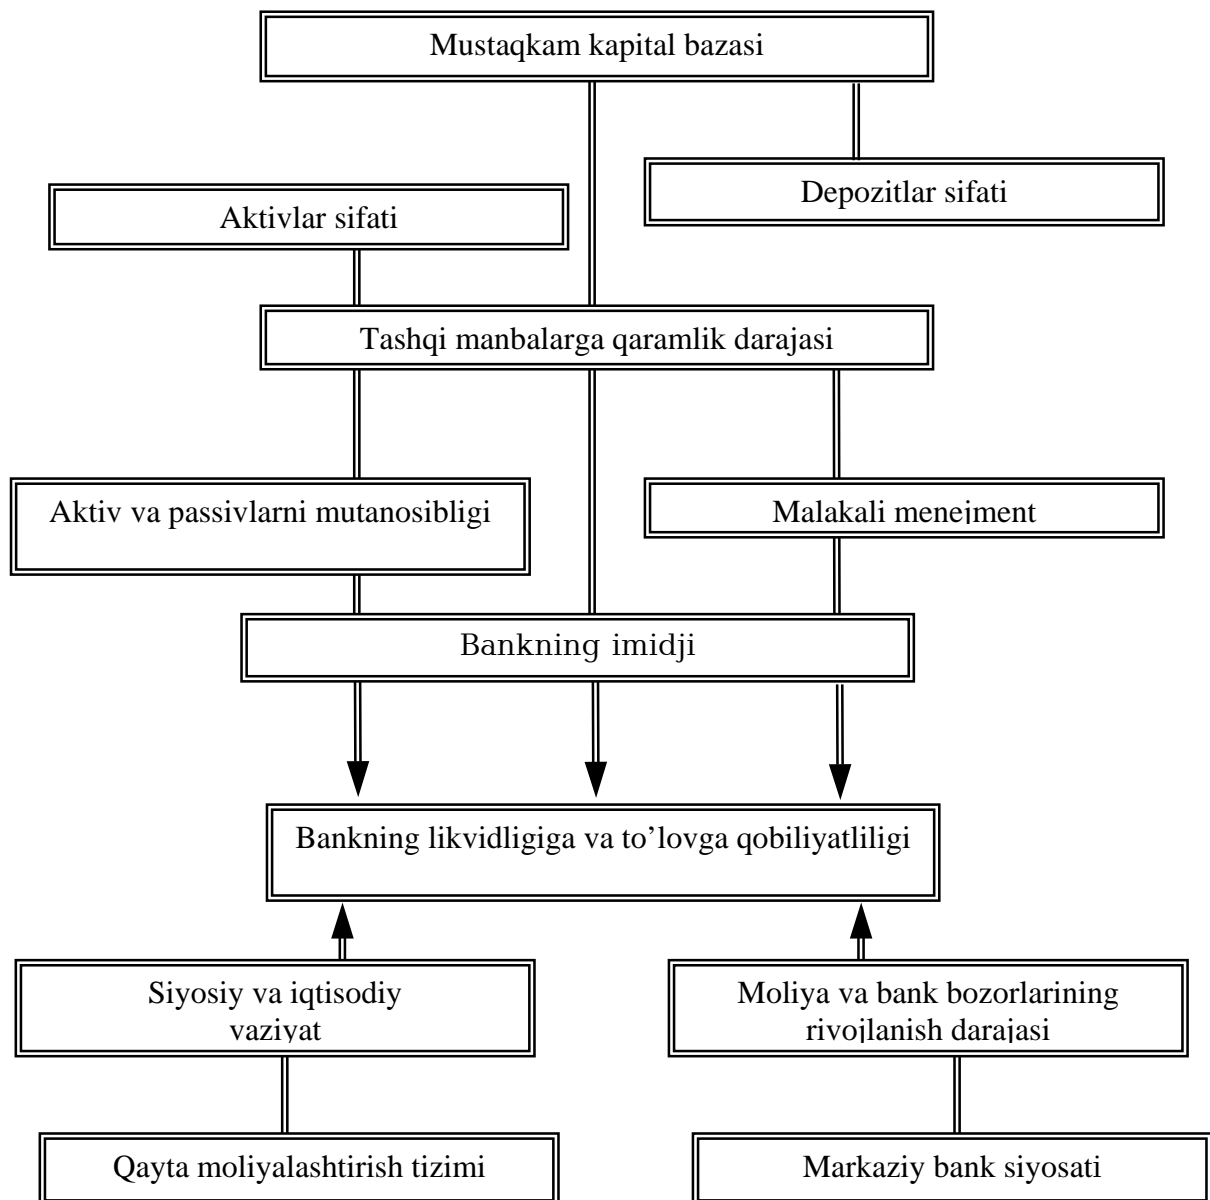 Mustaqkam kapital bazasi
Depozitlar sifati
Aktivlar sifati
Tashqi manbalarga qaramlik darajasi
Aktiv va passivlarni mutanosibligi
Malakali menejment
Bankning imidji
Bankning likvidligiga va to’lovga qobiliyatliligi
Siyosiy va iqtisodiy
vaziyat
Moliya va bank bozorlarining
rivojlanish darajasi
Qayta moliyalashtirish tizimi
Markaziy bank siyosati